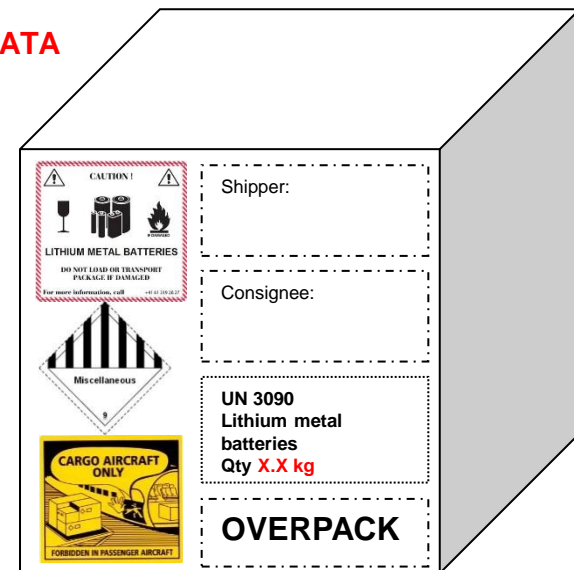 ATA
CAUTION !
LITHIUM METAL BATTERIES
DO NOT LOAD OR TRANSPORT
PACKAGE IF DAMAGED
For more information, call
Miscellaneous
9
CARGO AIRCRAFT
ONLY
FORBIDDEN IN PASSENGER AIRCRAFT
Shipper:
Consignee:
UN 3090
Lithium metal
batteries
Qty X.X kg
OVERPACK